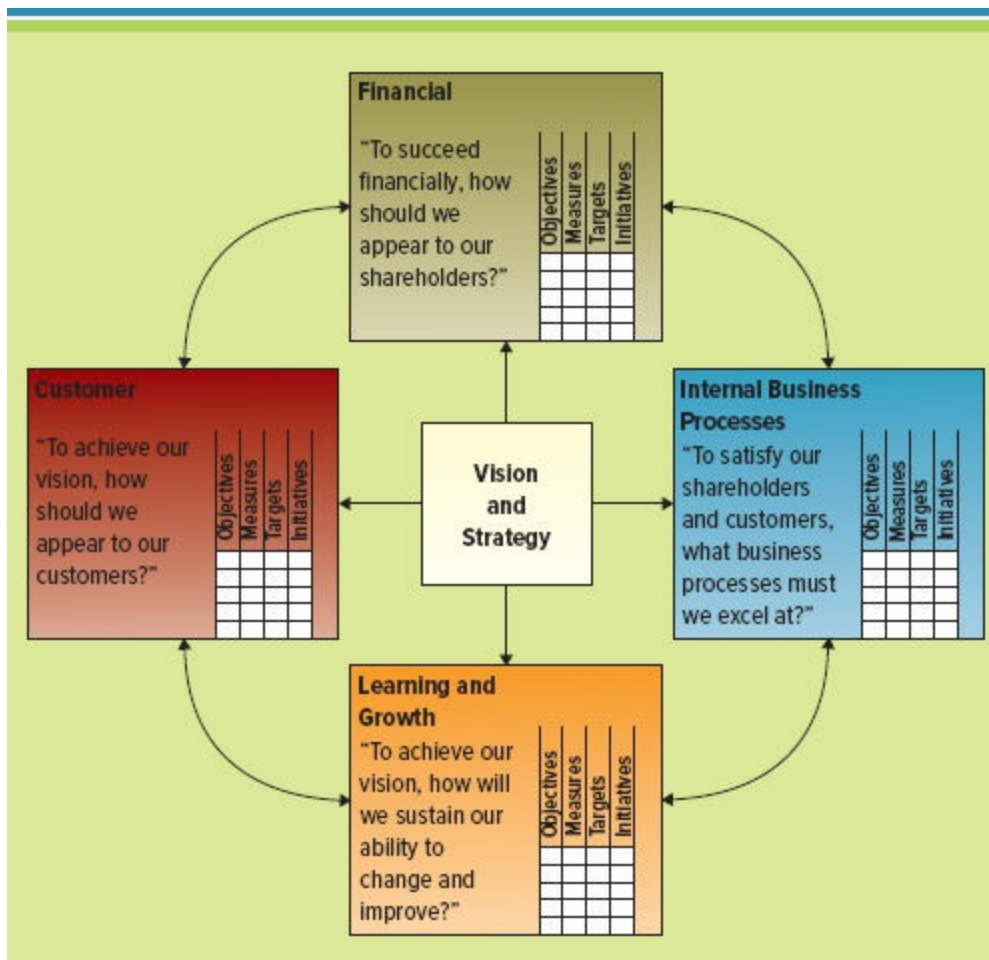 Financial
“To succeed
financially, how
should we
appear to our
shareholders?”
Objectives
Measures
Targets
Initiatives
Customer
“To achieve our
vision, how
should we
appear to our
customers?”
Objectives
Measures
Targets
Initiatives
Vision
and
Strategy
Internal Business
Processes
“To satisfy our
shareholders
and customers,
what business
processes must
we excel at?”
Objectives
Measures
Targets
Initiatives
Learning and
Growth
“To achieve our
vision, how will
we sustain our
ability to
change and
improve?”
Objectives
Measures
Targets
Initiatives